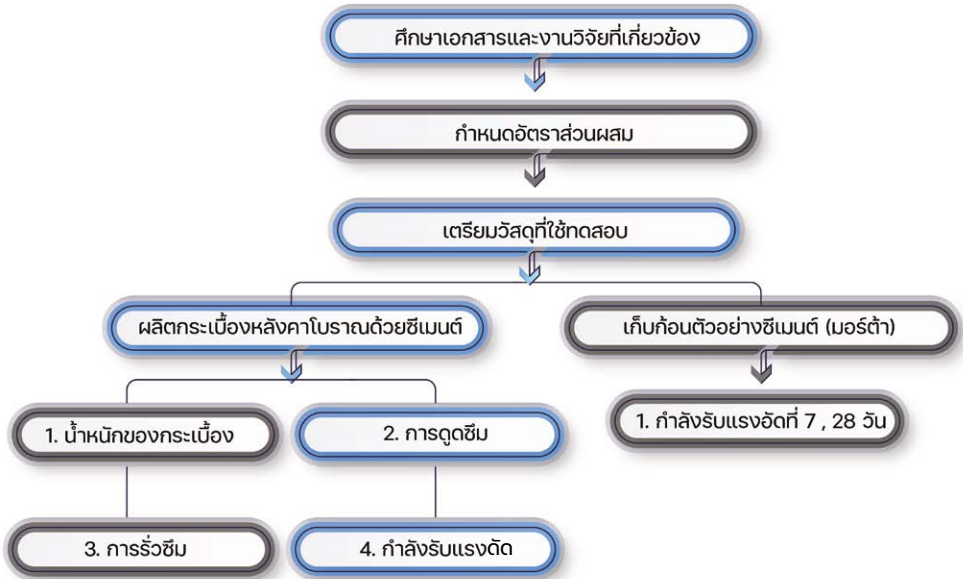 ศึกษาเอกสารและงานวิจัยที่เกี่ยวข้อง
กำหนดอัตราส่วนผสม
เตรียมวัสดุที่ใช้ทดสอบ
ผลิตกระเบื้องหลังคาโบราณด้วยซีเมนต์
เก็บก้อนตัวอย่างซีเมนต์ (มอร์ต้า)
1. น้ำหนักของกระเบื้อง
2. การดูดซึม
1. กำลังรับแรงอัดที่ 7 , 28 วัน
3. การรั่วซึม
4. กำลังรับแรงดัด